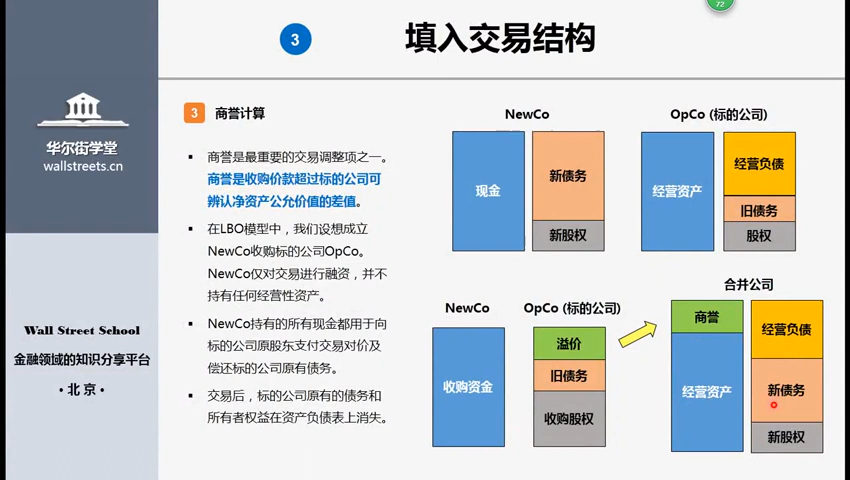 72
3
填入交易结构
华尔街学堂
wallstreets.cn
Wall Street School
金融领域的知识分享平台
·北京·
3 商誉计算
▪ 商誉是最重要的交易调整项之一。
商誉是收购价款超过标的公司可
辨认净资产公允价值的差值。
▪ 在LBO模型中，我们设想成立
NewCo收购标的公司OpCo。
NewCo仅对交易进行融资，并不
持有任何经营性资产。
▪ NewCo持有的所有现金都用于向
标的公司原股东支付交易对价及
偿还标的公司原有债务。
▪ 交易后，标的公司原有的债务和
所有者权益在资产负债表上消失。
NewCo
现金
新债务
新股权
OpCo (标的公司)
经营资产
经营负债
旧债务
股权
NewCo
收购资金
OpCo (标的公司)
溢价
旧债务
收购股权
合并公司
商誉
经营资产
经营负债
新债务
新股权